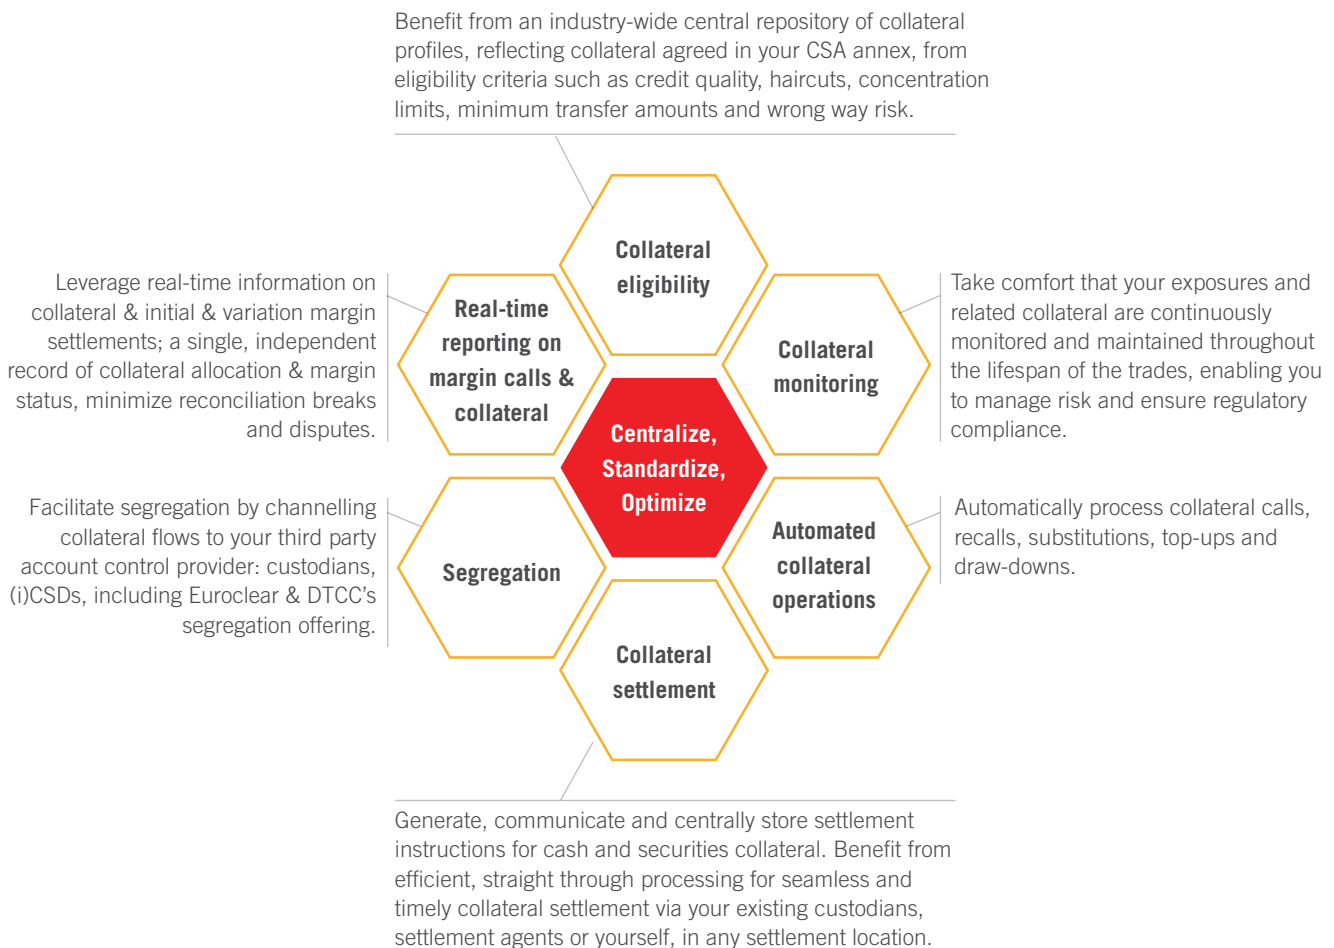 Benefit from an industry-wide central repository of collateral
profiles, reflecting collateral agreed in your CSA annex, from
eligibility criteria such as credit quality, haircuts, concentration
limits, minimum transfer amounts and wrong way risk.
Collateral
eligibility
Leverage real-time information on
collateral & initial & variation margin
settlements; a single, independent
record of collateral allocation & margin
status, minimize reconciliation breaks
and disputes.
Real-time
reporting on
margin calls &
collateral
Collateral
monitoring
Take comfort that your exposures and
related collateral are continuously
monitored and maintained throughout
the lifespan of the trades, enabling you
to manage risk and ensure regulatory
compliance.
Centralize,
Standardize,
Optimize
Facilitate segregation by channelling
collateral flows to your third party
account control provider: custodians,
(i)CSDs, including Euroclear & DTCC’s
segregation offering.
Segregation
Automated
collateral
operations
Automatically process collateral calls,
recalls, substitutions, top-ups and
draw-downs.
Collateral
settlement
Generate, communicate and centrally store settlement
instructions for cash and securities collateral. Benefit from
efficient, straight through processing for seamless and
timely collateral settlement via your existing custodians,
settlement agents or yourself, in any settlement location.